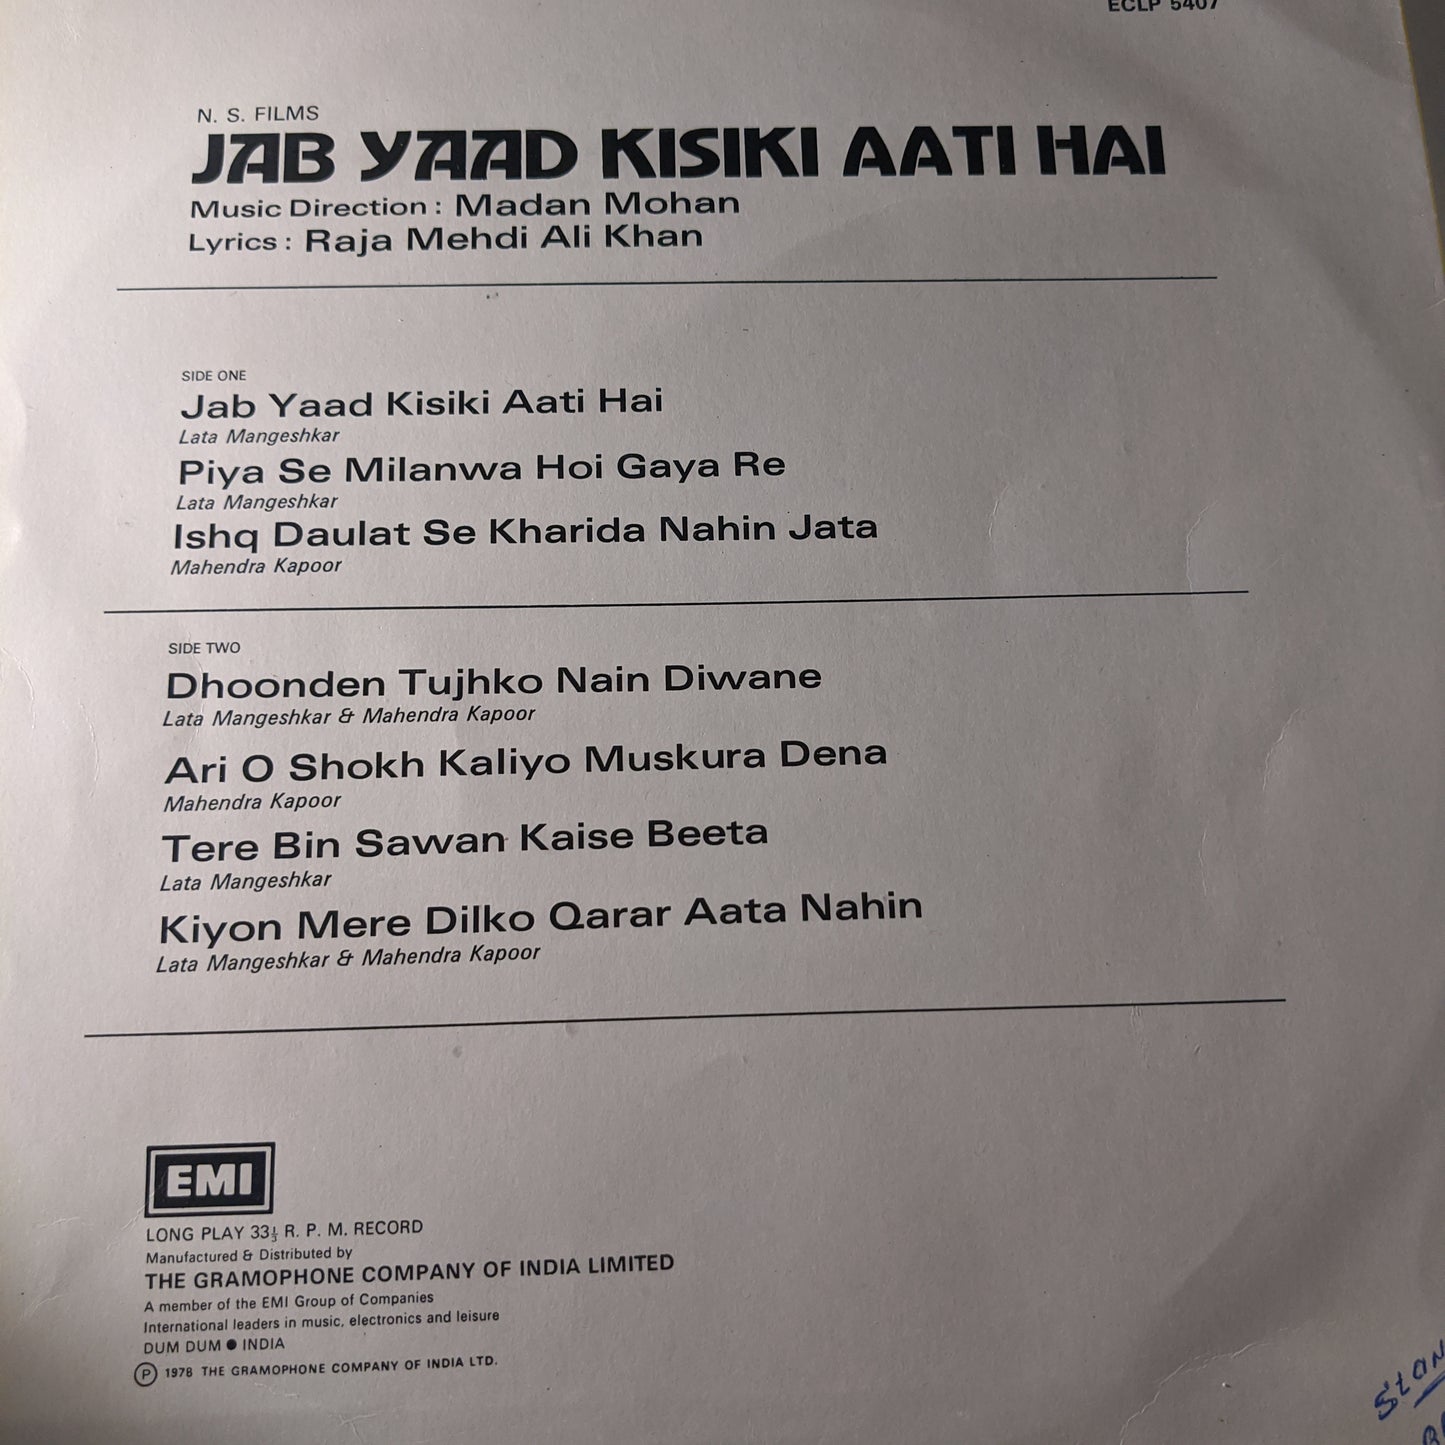 ECLP 5407
N. S. FILMS
JAB YAAD KISIKI AATI HAI
Music Direction : Madan Mohan
Lyrics : Raja Mehdi Ali Khan
SIDE ONE
Jab Yaad Kisiki Aati Hai
Lata Mangeshkar
Piya Se Milanwa Hoi Gaya Re
Lata Mangeshkar
Ishq Daulat Se Kharida Nahin Jata
Mahendra Kapoor
SIDE TWO
Dhoonden Tujhko Nain Diwane
Lata Mangeshkar & Mahendra Kapoor
Ari O Shokh Kaliyo Muskura Dena
Mahendra Kapoor
Tere Bin Sawan Kaise Beeta
Lata Mangeshkar
Kiyon Mere Dilko Qarar Aata Nahin
Lata Mangeshkar & Mahendra Kapoor
EMI
LONG PLAY 33⅓ R. P. M. RECORD
Manufactured & Distributed by
THE GRAMOPHONE COMPANY OF INDIA LIMITED
A member of the EMI Group of Companies
International leaders in music, electronics and leisure
DUM DUM ● INDIA
Ⓟ 1978 THE GRAMOPHONE COMPANY OF INDIA LTD.